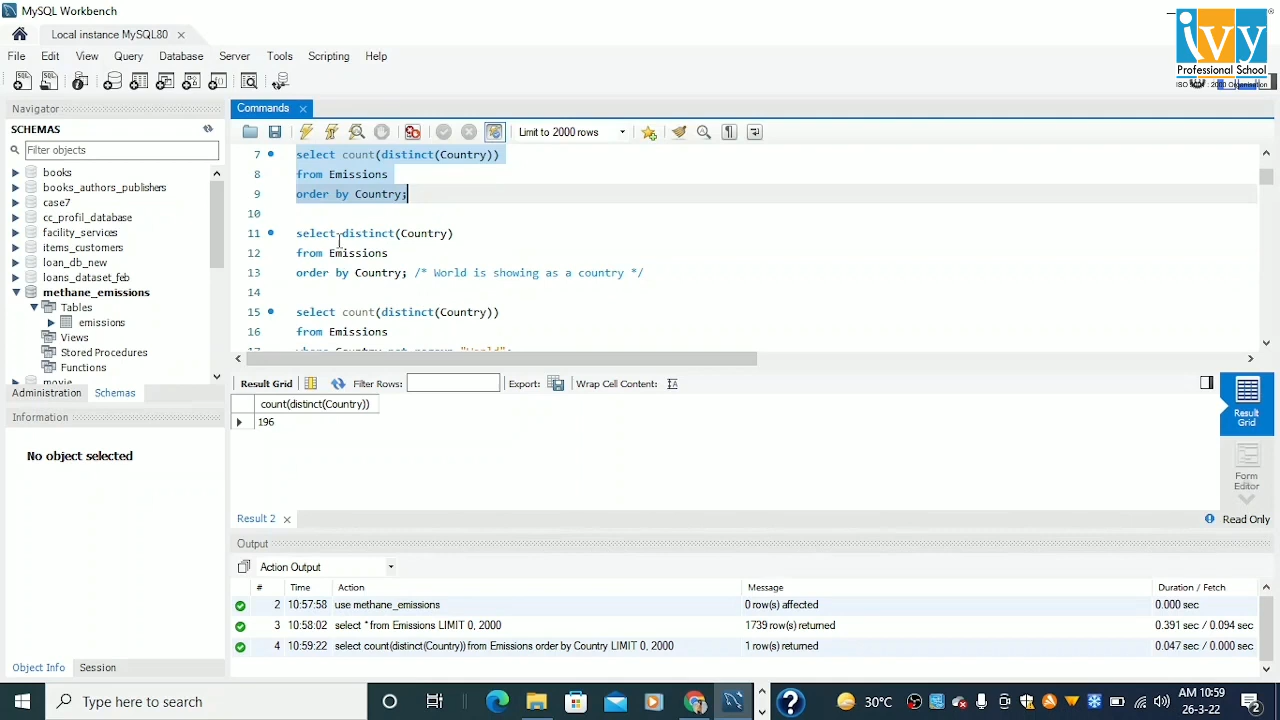 MySQL Workbench
Local instance MySQL80
File Edit View Query Database Server Tools Scripting Help
ivy
Professional School
Navigator
SCHEMAS
Filter objects
books
books_authors_publishers
case7
cc_profil_database
facility_services
items_customers
loan_db_new
loans_dataset_feb
methane_emissions
Tables
emissions
Views
Stored Procedures
Functions
movie
Administration Schemas
Information
No object selected
Object Info Session
Commands
Limit to 2000 rows
7 select count(distinct(Country))
8 from Emissions
9 order by Country;
10
11 select distinct(Country)
12 from Emissions
13 order by Country; /* World is showing as a country */
14
15 select count(distinct(Country))
16 from Emissions
Result Grid Filter Rows: Export: Wrap Cell Content:
count(distinct(Country))
196
Result Grid
Form Editor
Result 2
Read Only
Output
Action Output
# Time Action Message Duration / Fetch
2 10:57:58 use methane_emissions 0 row(s) affected 0.000 sec
3 10:58:02 select * from Emissions LIMIT 0, 2000 1739 row(s) returned 0.391 sec / 0.094 sec
4 10:59:22 select count(distinct(Country)) from Emissions order by Country LIMIT 0, 2000 1 row(s) returned 0.047 sec / 0.000 sec
Type here to search
30°C
AM 10:59
26-3-22
2